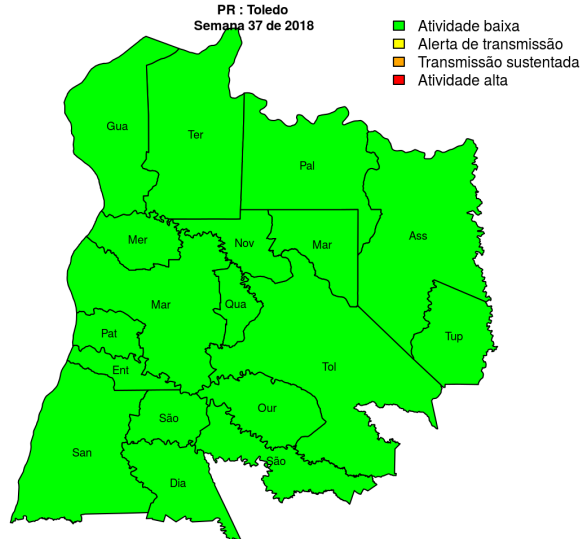 PR : Toledo
Semana 37 de 2018
Atividade baixa
Alerta de transmissão
Transmissão sustentada
Atividade alta
Gua
Ter
Pal
Mer
Nov
Mar
Ass
Mar
Qua
Pat
Tup
Ent
Tol
São
Our
San
São
Dia